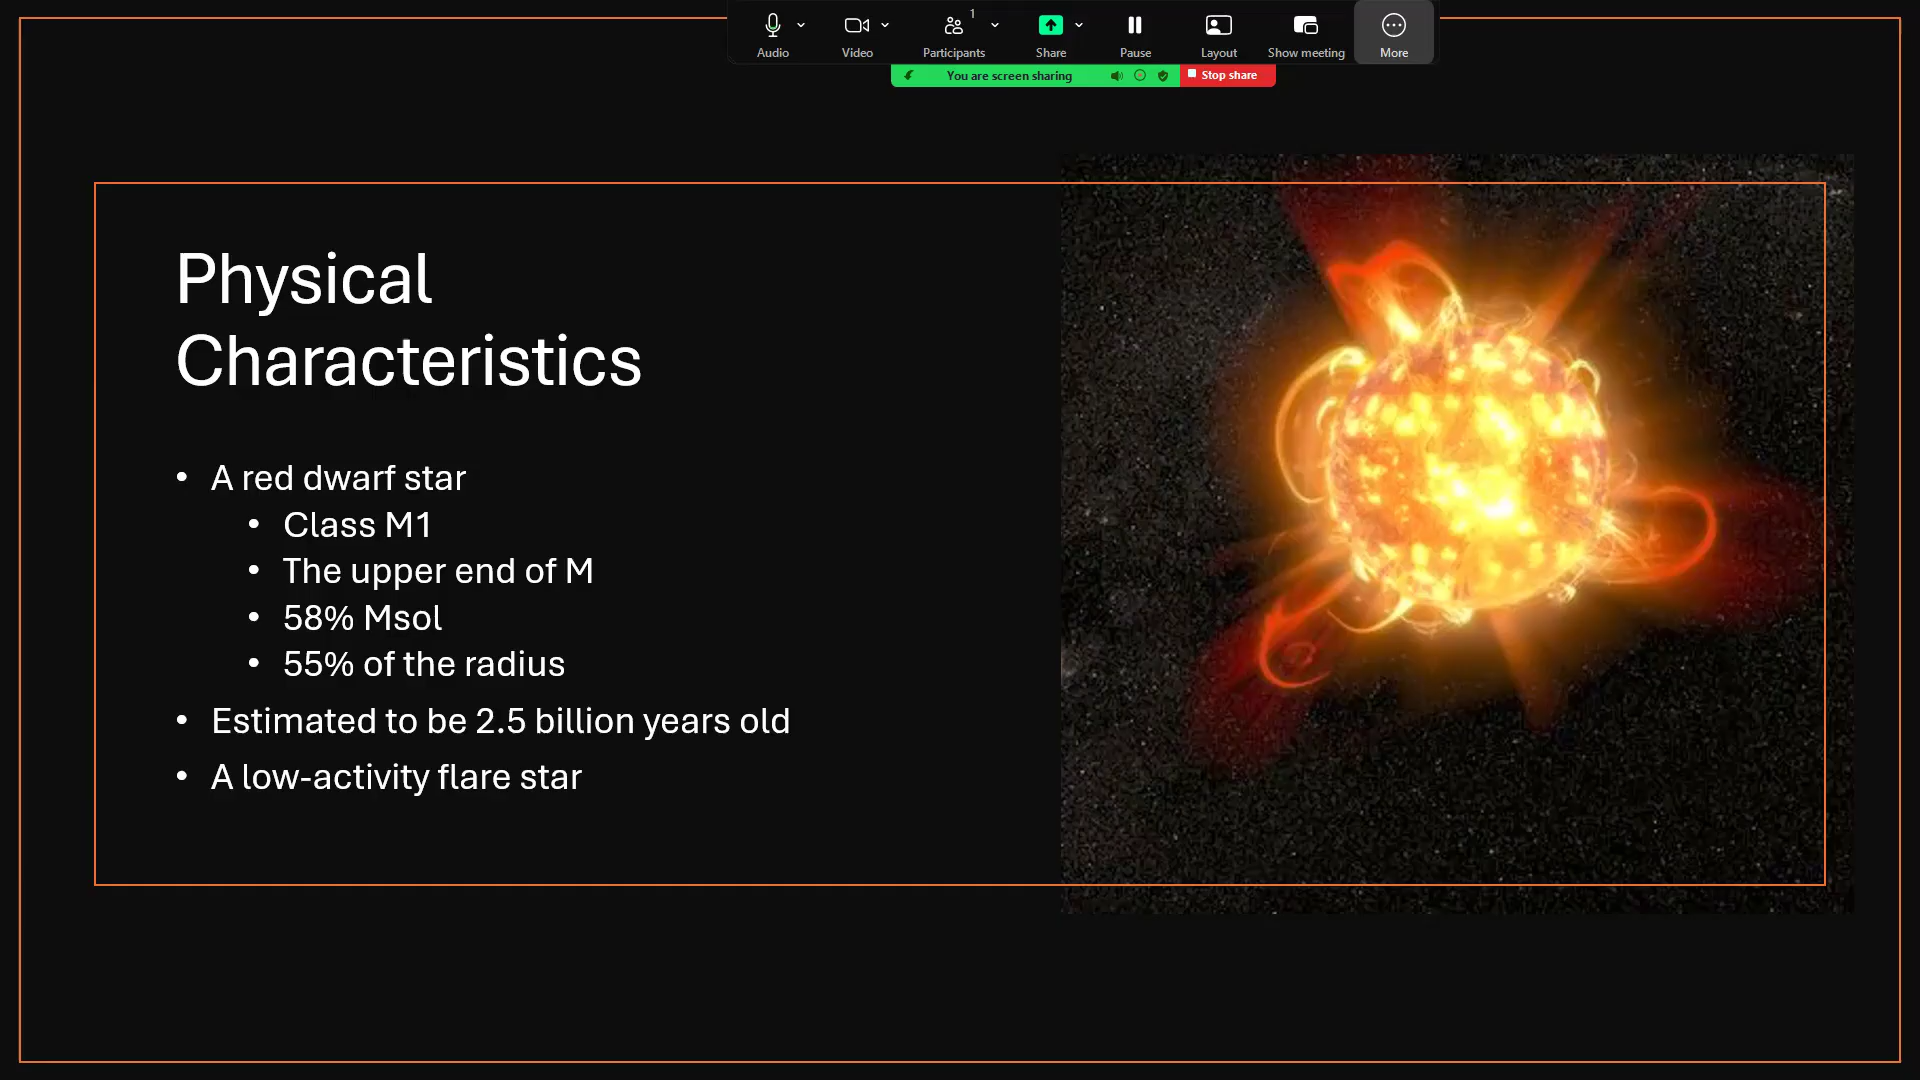 1
Audio
Video
Participants
Share
Pause
Layout
Show meeting
More
You are screen sharing
Stop share
Physical
Characteristics
• A red dwarf star
• Class M1
• The upper end of M
• 58% Msol
• 55% of the radius
• Estimated to be 2.5 billion years old
• A low-activity flare star